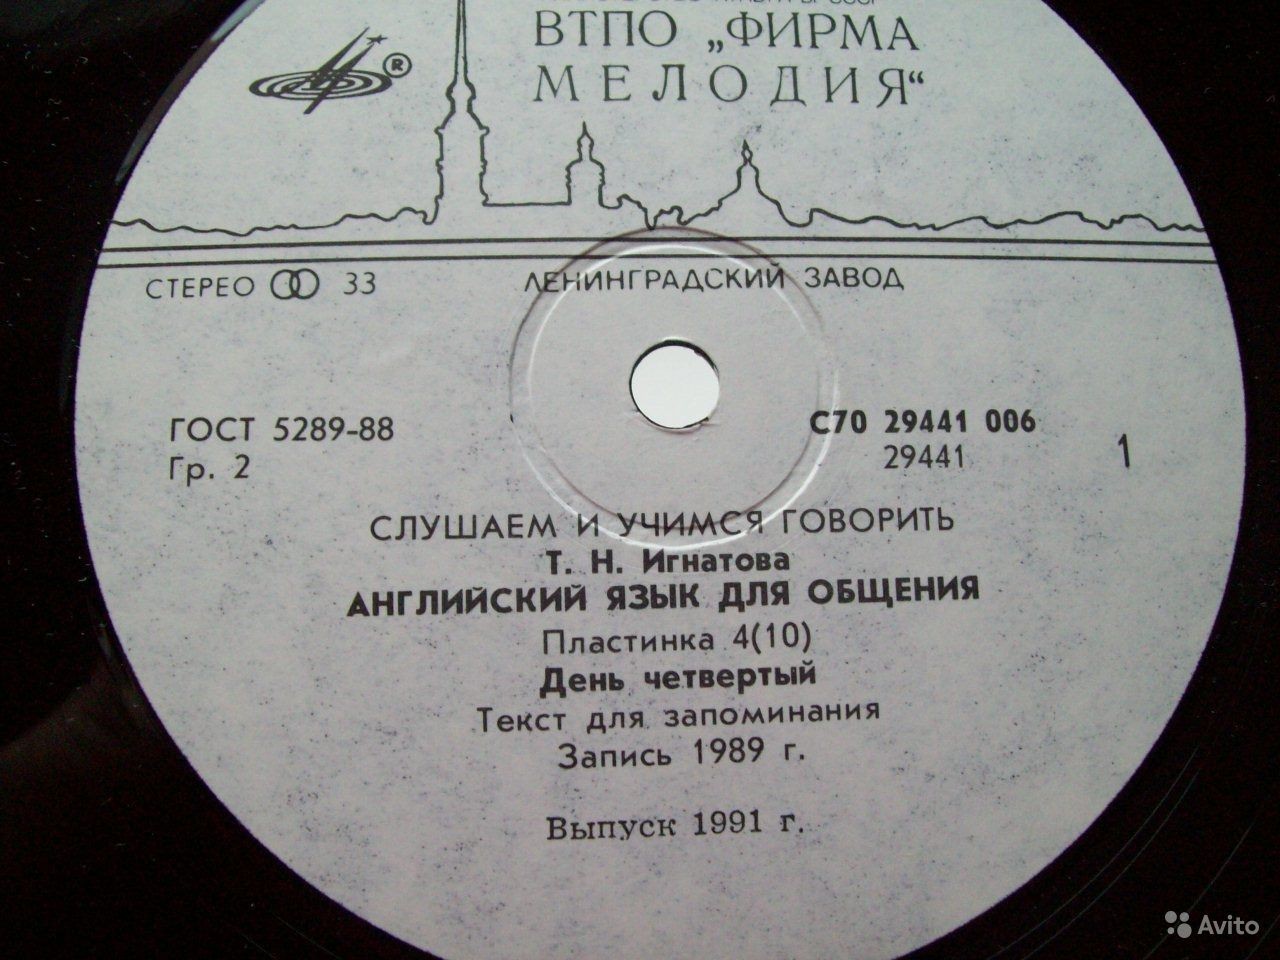 ВТПО „ФИРМА
МЕЛОДИЯ“
®
СТЕРЕО 33
ЛЕНИНГРАДСКИЙ ЗАВОД
ГОСТ 5289-88
Гр. 2
С70 29441 006
29441
1
СЛУШАЕМ И УЧИМСЯ ГОВОРИТЬ
Т. Н. Игнатова
АНГЛИЙСКИЙ ЯЗЫК ДЛЯ ОБЩЕНИЯ
Пластинка 4(10)
День четвертый
Текст для запоминания
Запись 1989 г.
Выпуск 1991 г.
Avito